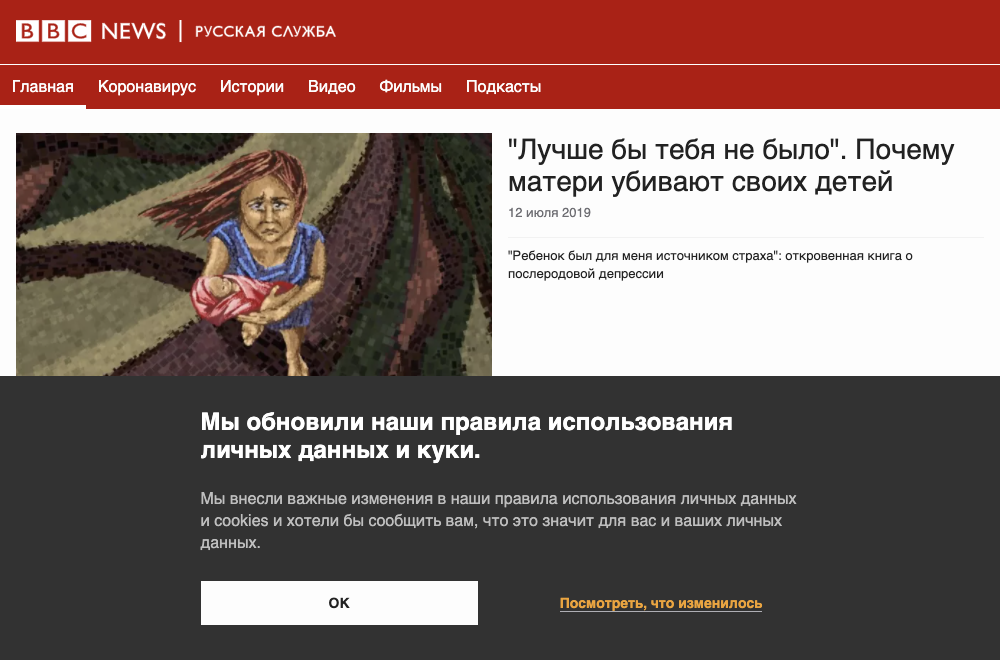 BBC NEWS | РУССКАЯ СЛУЖБА
Главная Коронавирус Истории Видео Фильмы Подкасты
"Лучше бы тебя не было". Почему
матери убивают своих детей
12 июля 2019
"Ребенок был для меня источником страха": откровенная книга о
послеродовой депрессии
Мы обновили наши правила использования
личных данных и куки.
Мы внесли важные изменения в наши правила использования личных данных
и cookies и хотели бы сообщить вам, что это значит для вас и ваших личных
данных.
OK
Посмотреть, что изменилось